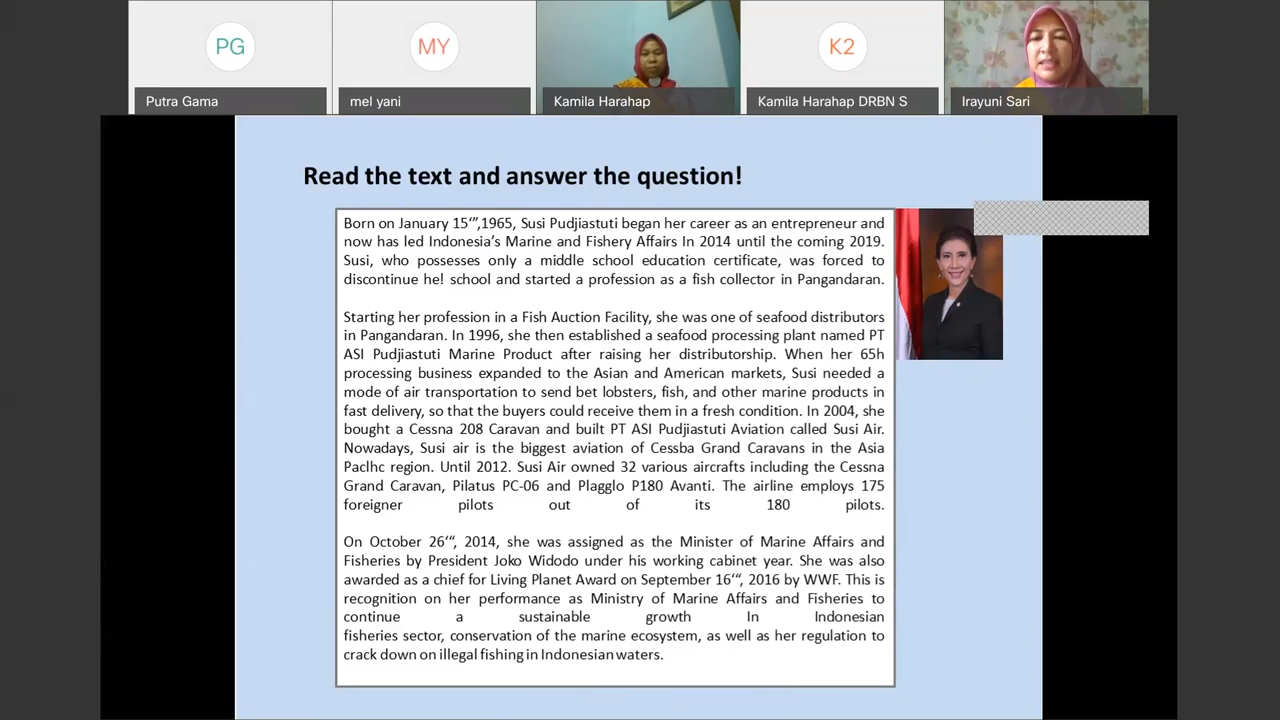 PG
MY
K2
Putra Gama
mel yani
Kamila Harahap
Kamila Harahap DRBN S
Irayuni Sari
Read the text and answer the question!
Born on January 15‘”,1965, Susi Pudjiastuti began her career as an entrepreneur and
now has led Indonesia’s Marine and Fishery Affairs In 2014 until the coming 2019.
Susi, who possesses only a middle school education certificate, was forced to
discontinue he! school and started a profession as a fish collector in Pangandaran.
Starting her profession in a Fish Auction Facility, she was one of seafood distributors
in Pangandaran. In 1996, she then established a seafood processing plant named PT
ASI Pudjiastuti Marine Product after raising her distributorship. When her 65h
processing business expanded to the Asian and American markets, Susi needed a
mode of air transportation to send bet lobsters, fish, and other marine products in
fast delivery, so that the buyers could receive them in a fresh condition. In 2004, she
bought a Cessna 208 Caravan and built PT ASI Pudjiastuti Aviation called Susi Air.
Nowadays, Susi air is the biggest aviation of Cessba Grand Caravans in the Asia
Paclhc region. Until 2012. Susi Air owned 32 various aircrafts including the Cessna
Grand Caravan, Pilatus PC-06 and Plagglo P180 Avanti. The airline employs 175
foreigner pilots out of its 180 pilots.
On October 26‘“, 2014, she was assigned as the Minister of Marine Affairs and
Fisheries by President Joko Widodo under his working cabinet year. She was also
awarded as a chief for Living Planet Award on September 16‘“, 2016 by WWF. This is
recognition on her performance as Ministry of Marine Affairs and Fisheries to
continue a sustainable growth In Indonesian
fisheries sector, conservation of the marine ecosystem, as well as her regulation to
crack down on illegal fishing in Indonesian waters.